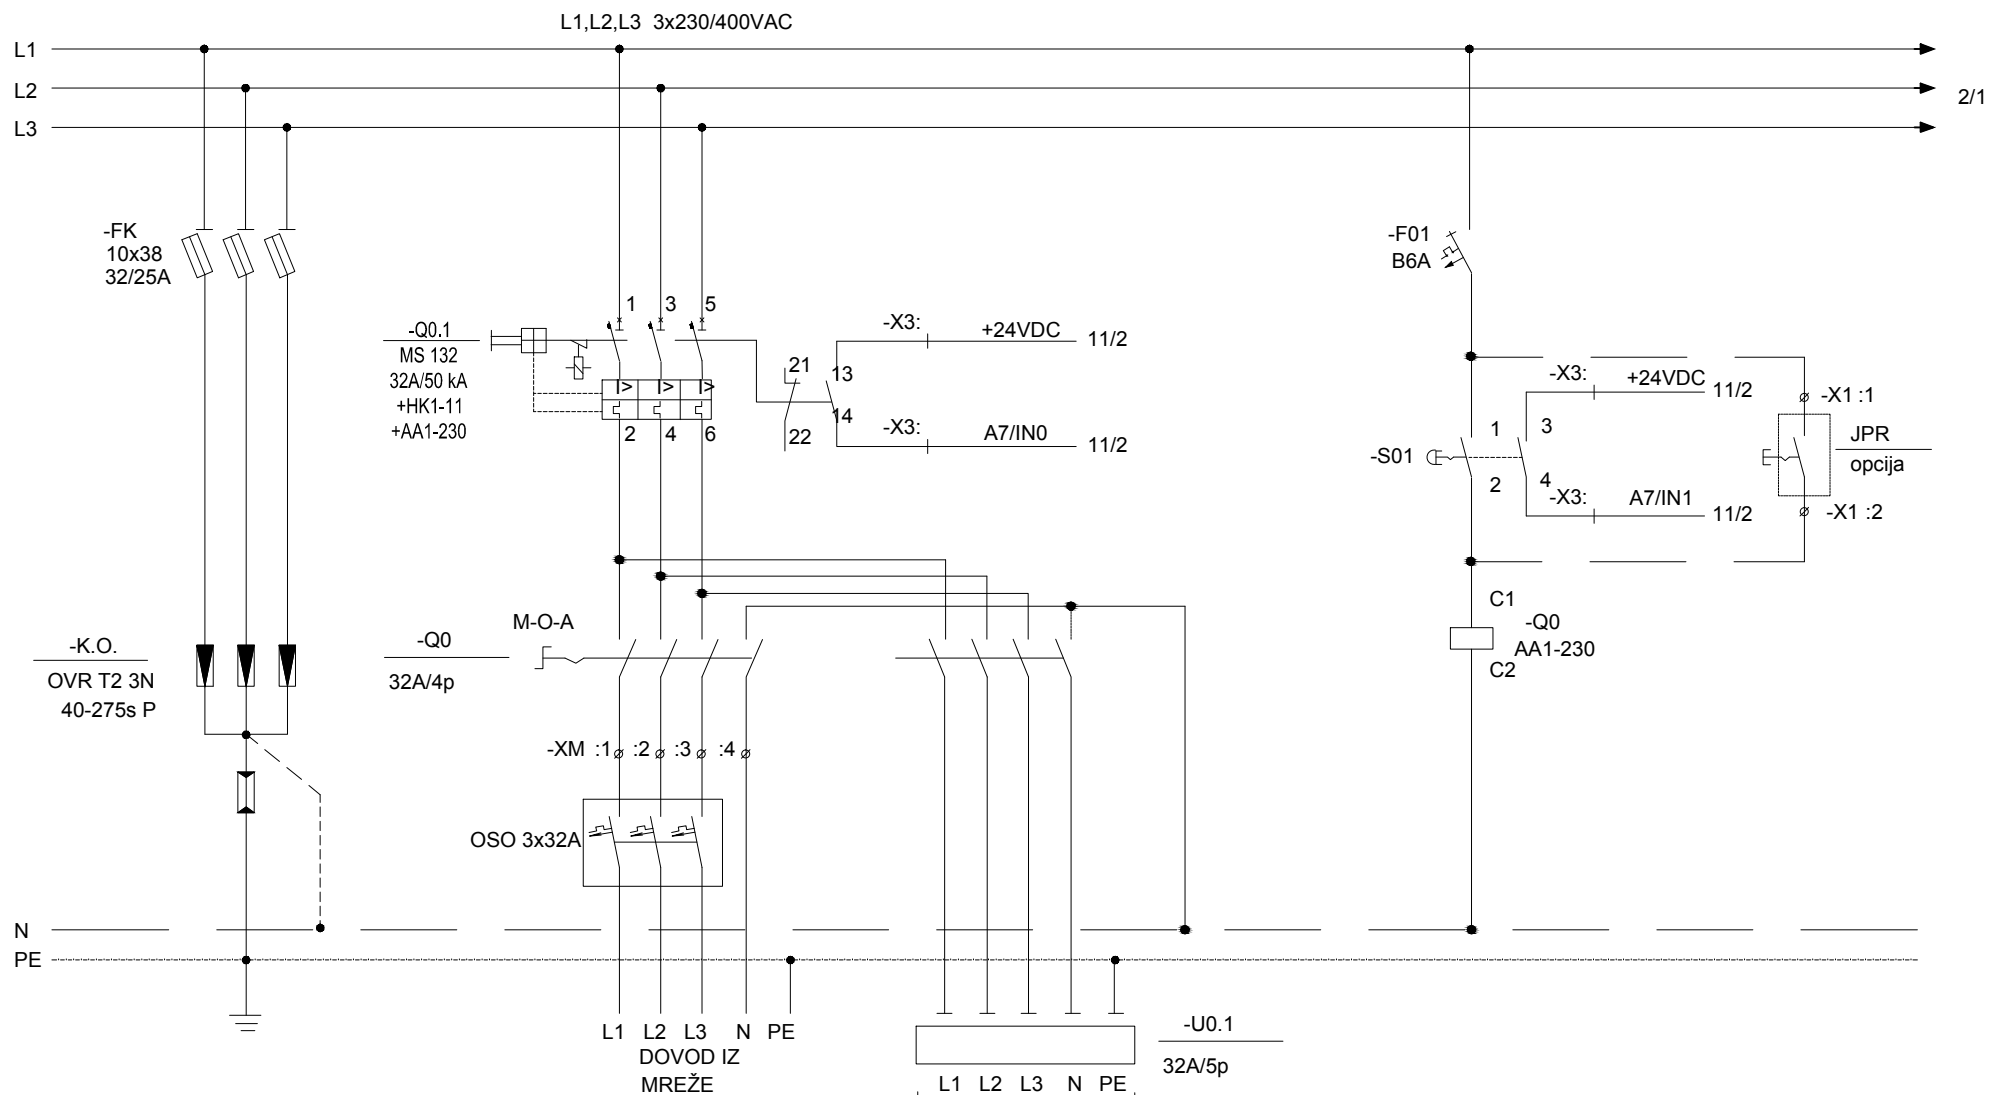 L1,L2,L3 3x230/400VAC
L1
L2
L3
2/1
-FK
10x38
32/25A
-Q0.1
MS 132
32A/50 kA
+HK1-11
+AA1-230
1 3 5
I> I> I>
2 4 6
21
22
13
14
-X3: +24VDC 11/2
-X3: A7/IN0 11/2
-F01
B6A
-X3: +24VDC 11/2
-X1 :1
-S01
1
2
3
4
-X3: A7/IN1 11/2
JPR
opcija
-X1 :2
C1
-Q0
AA1-230
C2
-K.O.
OVR T2 3N
40-275s P
-Q0
32A/4p
M-O-A
-XM :1 :2 :3 :4
OSO 3x32A
N
PE
L1 L2 L3 N PE
DOVOD IZ
MREŽE
-U0.1
32A/5p
L1 L2 L3 N PE